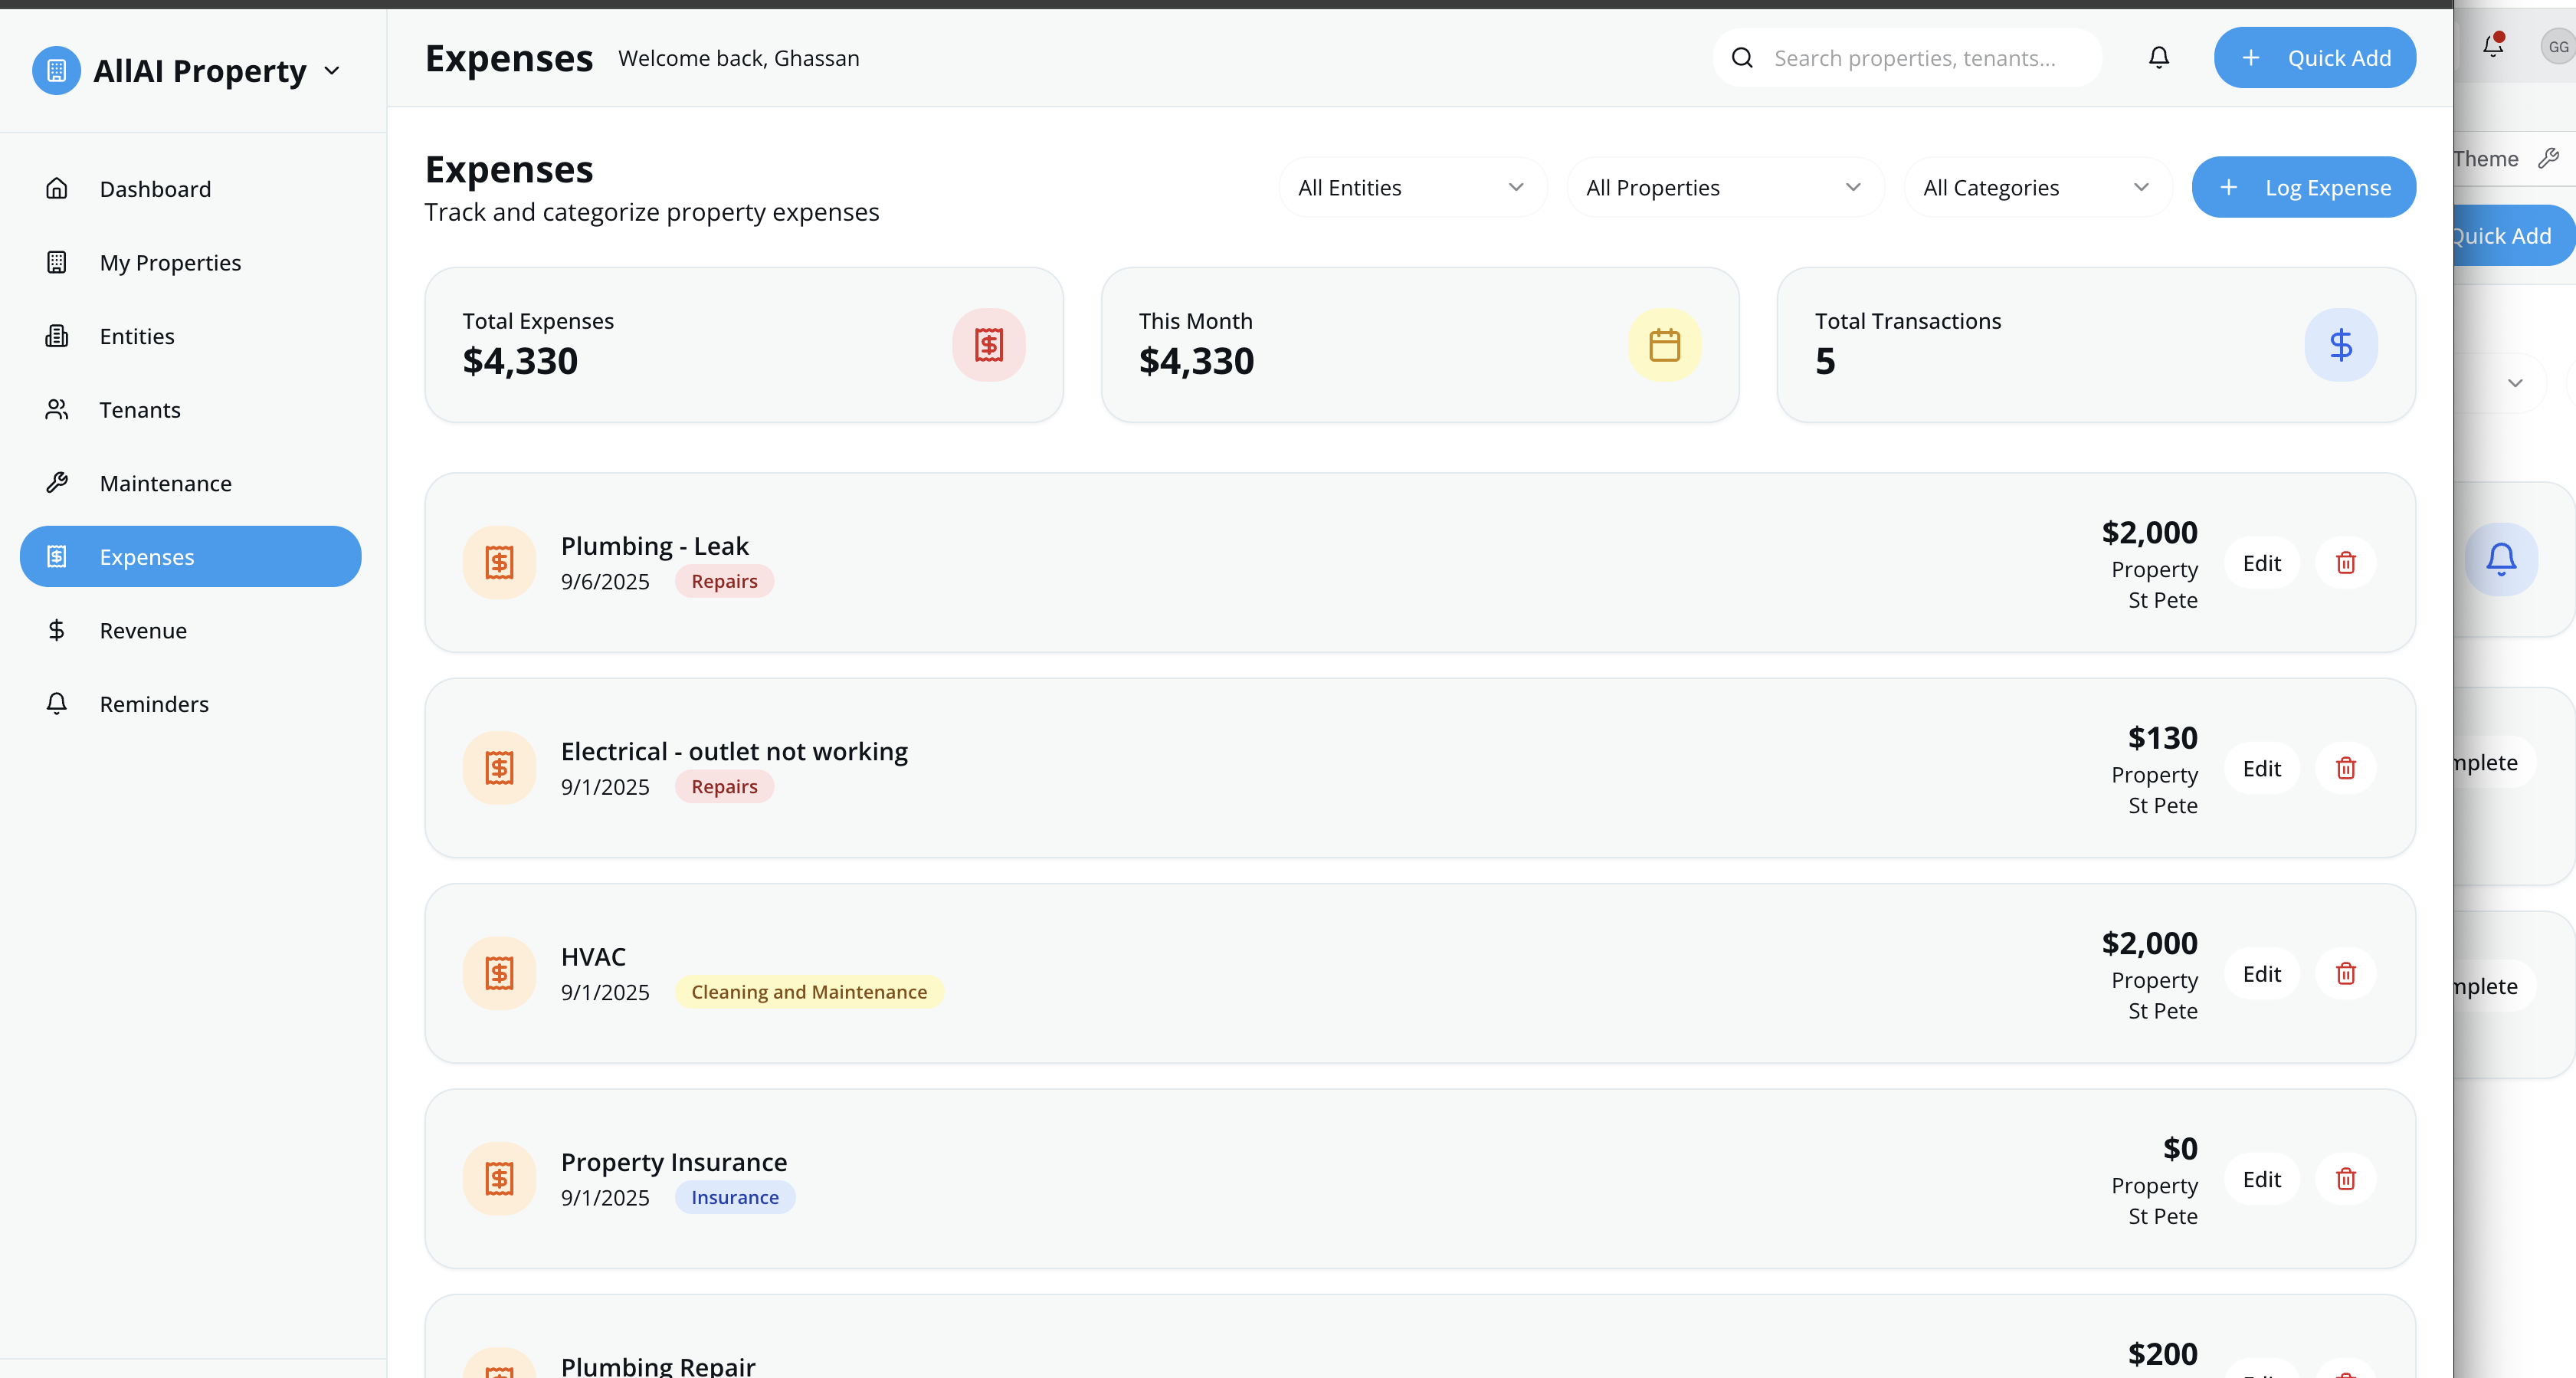 AllAI Property
Dashboard
My Properties
Entities
Tenants
Maintenance
Expenses
Revenue
Reminders
Expenses
Welcome back, Ghassan
Search properties, tenants...
Quick Add
Expenses
Track and categorize property expenses
All Entities
All Properties
All Categories
Log Expense
Total Expenses
$4,330
This Month
$4,330
Total Transactions
5
Plumbing - Leak
9/6/2025
Repairs
$2,000
Property
St Pete
Edit
Electrical - outlet not working
9/1/2025
Repairs
$130
Property
St Pete
Edit
HVAC
9/1/2025
Cleaning and Maintenance
$2,000
Property
St Pete
Edit
Property Insurance
9/1/2025
Insurance
$0
Property
St Pete
Edit
Plumbing Repair
$200
GG
Theme
Quick Add
mplete
mplete